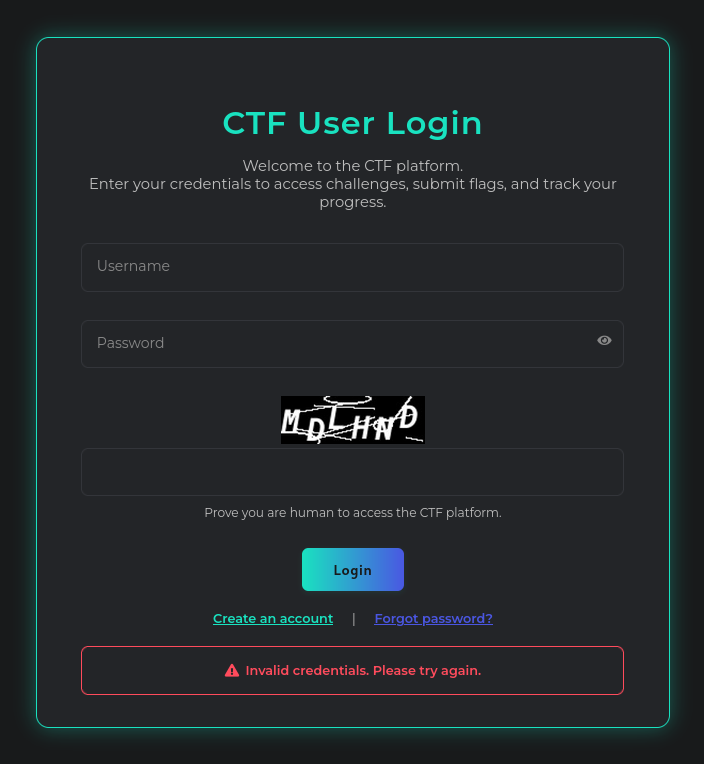 CTF User Login
Welcome to the CTF platform.
Enter your credentials to access challenges, submit flags, and track your
progress.
Username
Password
MDLHND
Prove you are human to access the CTF platform.
Login
Create an account | Forgot password?
Invalid credentials. Please try again.